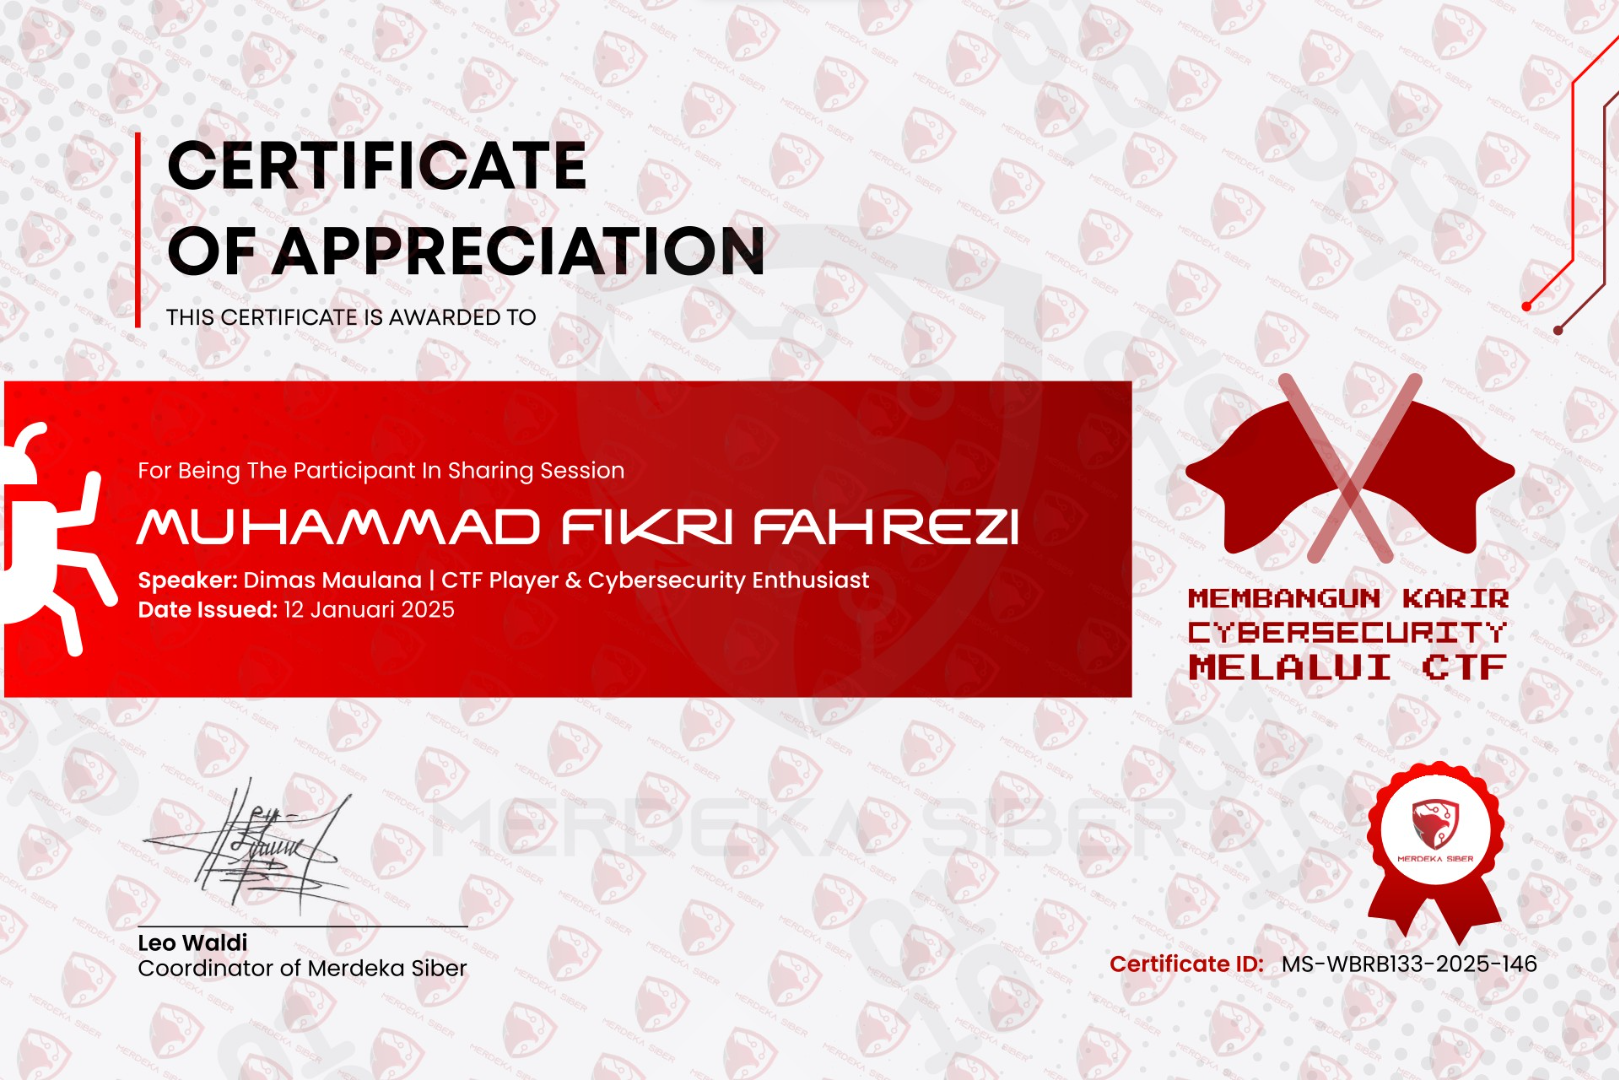 CERTIFICATE
OF APPRECIATION
THIS CERTIFICATE IS AWARDED TO
For Being The Participant In Sharing Session
MUHAMMAD FIKRI FAHREZI
Speaker: Dimas Maulana | CTF Player & Cybersecurity Enthusiast
Date Issued: 12 Januari 2025
MEMBANGUN KARIR
CYBERSECURITY
MELALUI CTF
MERDEKA SIBER
MERDEKA SIBER
Leo Waldi
Coordinator of Merdeka Siber
Certificate ID: MS-WBRB133-2025-146